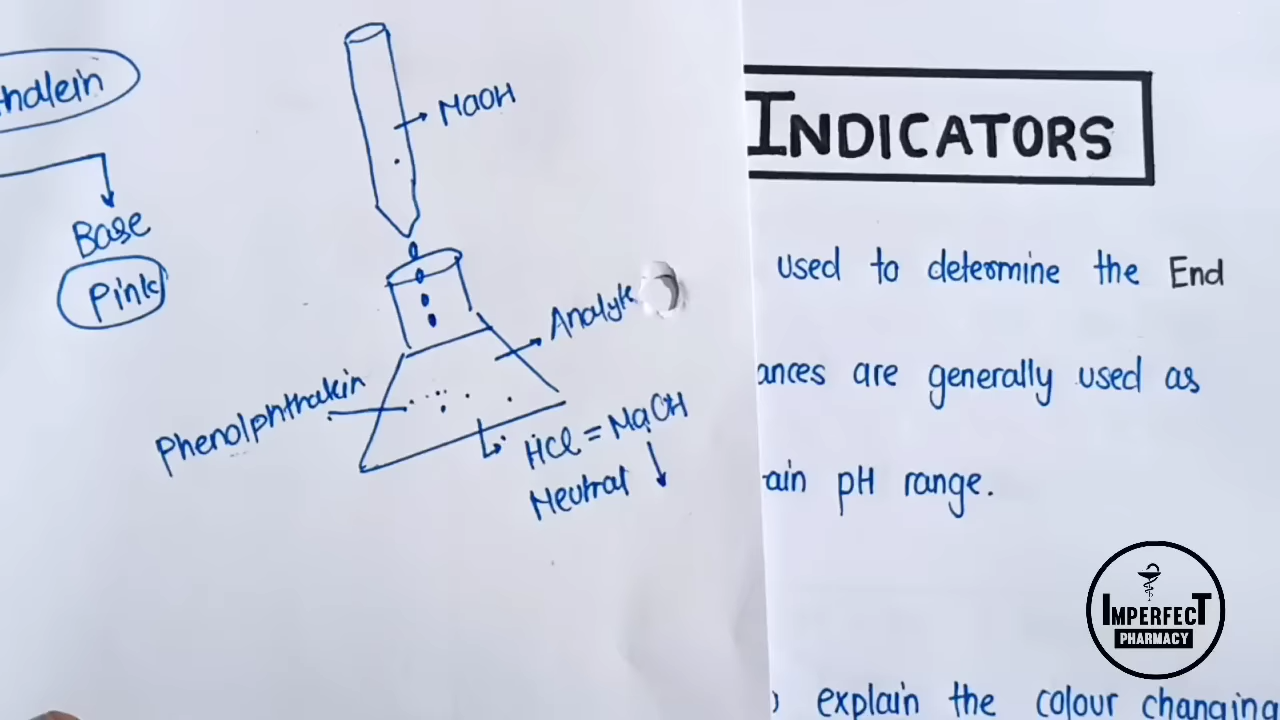 thalein
Base
Pink
NaOH
Analyte
Phenolphthalein
HCl = NaOH
Neutral
INDICATORS
used to determine the End
ances are generally used as
ain pH range.
explain the colour changing
IMPERFECT
PHARMACY